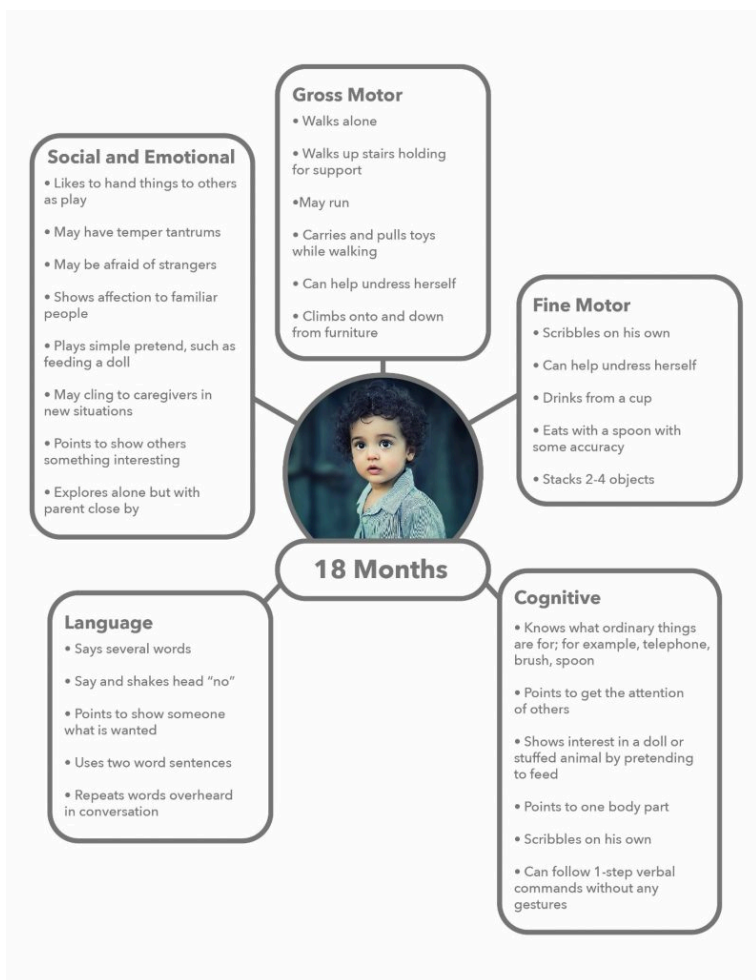 Gross Motor
• Walks alone
• Walks up stairs holding
for support
•May run
• Carries and pulls toys
while walking
• Can help undress herself
• Climbs onto and down
from furniture
Social and Emotional
• Likes to hand things to others
as play
• May have temper tantrums
• May be afraid of strangers
• Shows affection to familiar
people
• Plays simple pretend, such as
feeding a doll
• May cling to caregivers in
new situations
• Points to show others
something interesting
• Explores alone but with
parent close by
Fine Motor
• Scribbles on his own
• Can help undress herself
• Drinks from a cup
• Eats with a spoon with
some accuracy
• Stacks 2-4 objects
18 Months
Language
• Says several words
• Say and shakes head “no”
• Points to show someone
what is wanted
• Uses two word sentences
• Repeats words overheard
in conversation
Cognitive
• Knows what ordinary things
are for; for example, telephone,
brush, spoon
• Points to get the attention
of others
• Shows interest in a doll or
stuffed animal by pretending
to feed
• Points to one body part
• Scribbles on his own
• Can follow 1-step verbal
commands without any
gestures